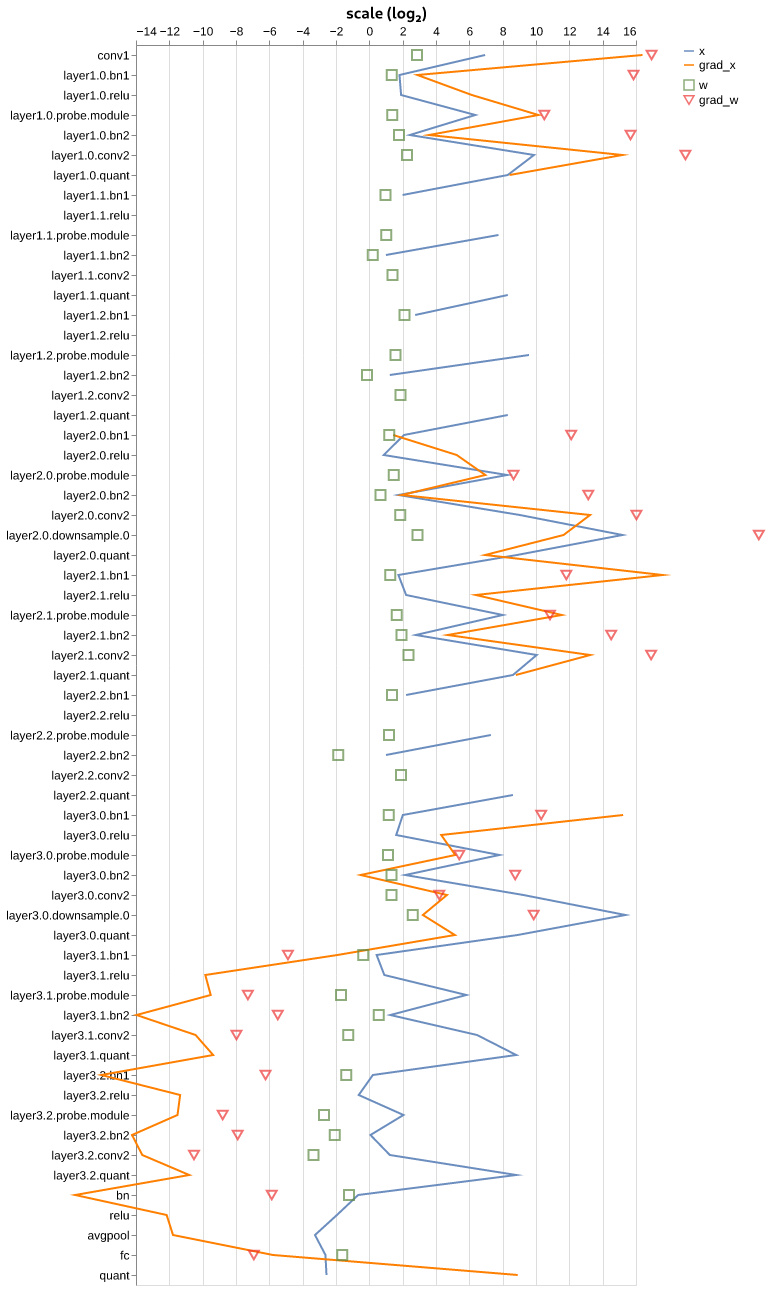 scale (log₂)
−14 −12 −10 −8 −6 −4 −2 0 2 4 6 8 10 12 14 16
x
grad_x
w
grad_w
conv1
layer1.0.bn1
layer1.0.relu
layer1.0.probe.module
layer1.0.bn2
layer1.0.conv2
layer1.0.quant
layer1.1.bn1
layer1.1.relu
layer1.1.probe.module
layer1.1.bn2
layer1.1.conv2
layer1.1.quant
layer1.2.bn1
layer1.2.relu
layer1.2.probe.module
layer1.2.bn2
layer1.2.conv2
layer1.2.quant
layer2.0.bn1
layer2.0.relu
layer2.0.probe.module
layer2.0.bn2
layer2.0.conv2
layer2.0.downsample.0
layer2.0.quant
layer2.1.bn1
layer2.1.relu
layer2.1.probe.module
layer2.1.bn2
layer2.1.conv2
layer2.1.quant
layer2.2.bn1
layer2.2.relu
layer2.2.probe.module
layer2.2.bn2
layer2.2.conv2
layer2.2.quant
layer3.0.bn1
layer3.0.relu
layer3.0.probe.module
layer3.0.bn2
layer3.0.conv2
layer3.0.downsample.0
layer3.0.quant
layer3.1.bn1
layer3.1.relu
layer3.1.probe.module
layer3.1.bn2
layer3.1.conv2
layer3.1.quant
layer3.2.bn1
layer3.2.relu
layer3.2.probe.module
layer3.2.bn2
layer3.2.conv2
layer3.2.quant
bn
relu
avgpool
fc
quant